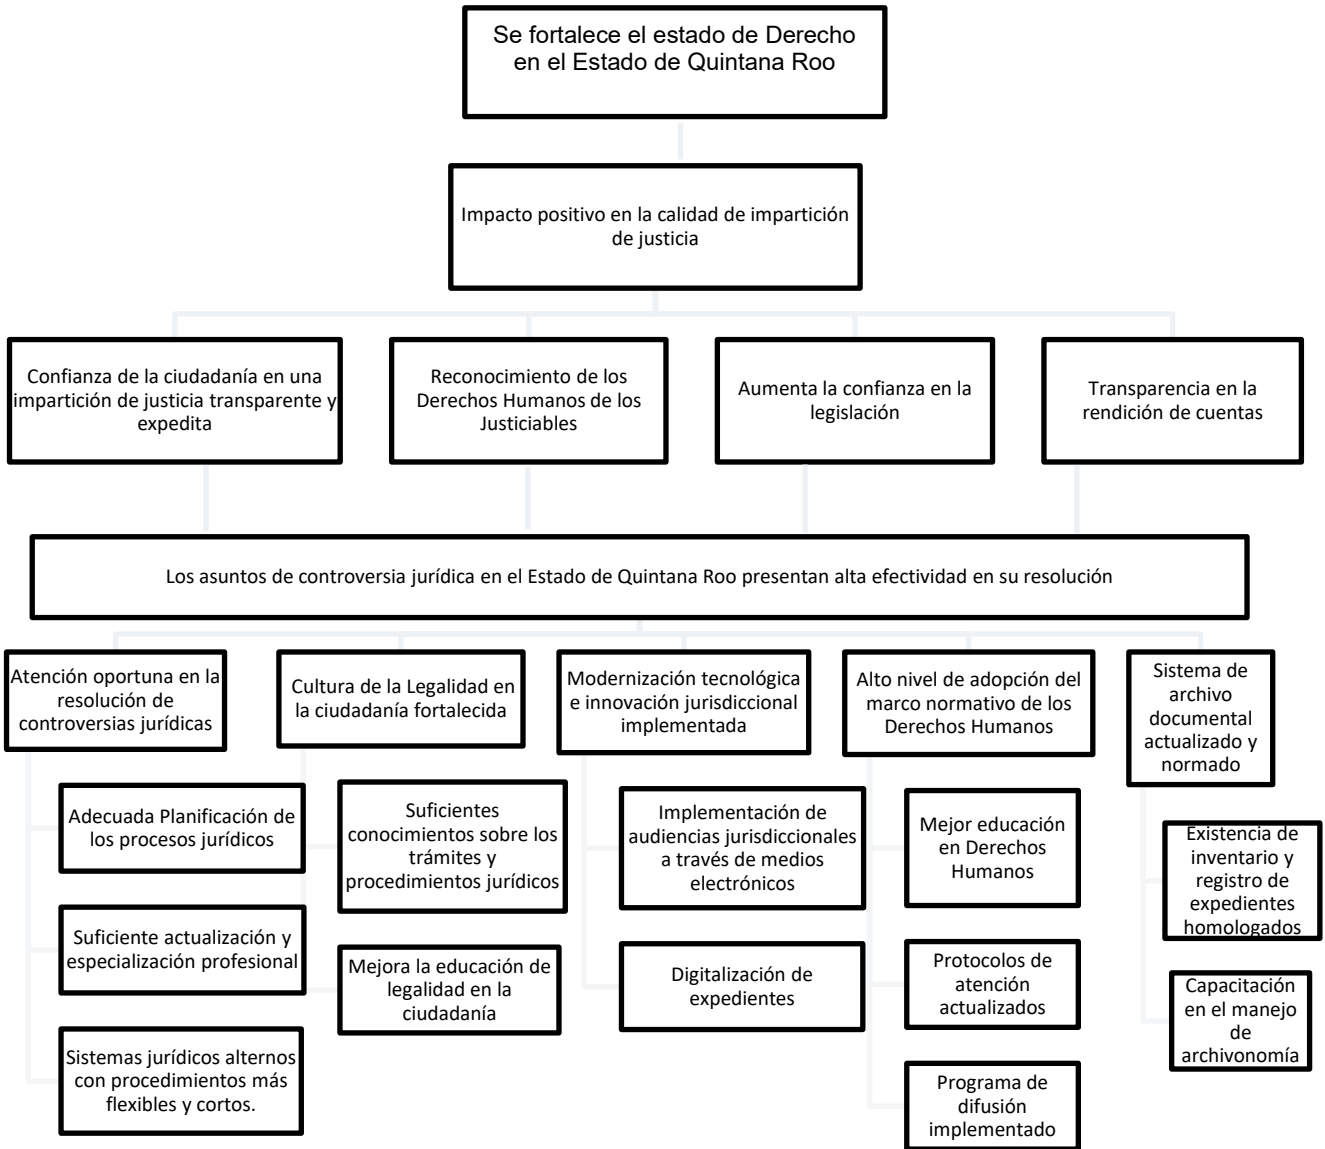 Se fortalece el estado de Derecho
en el Estado de Quintana Roo
Impacto positivo en la calidad de impartición
de justicia
Confianza de la ciudadanía en una
impartición de justicia transparente y
expedita
Reconocimiento de los
Derechos Humanos de los
Justiciables
Aumenta la confianza en la
legislación
Transparencia en la
rendición de cuentas
Los asuntos de controversia jurídica en el Estado de Quintana Roo presentan alta efectividad en su resolución
Atención oportuna en la
resolución de
controversias jurídicas
Adecuada Planificación de
los procesos jurídicos
Suficiente actualización y
especialización profesional
Sistemas jurídicos alternos
con procedimientos más
flexibles y cortos.
Cultura de la Legalidad en
la ciudadanía fortalecida
Suficientes
conocimientos sobre los
trámites y
procedimientos jurídicos
Mejora la educación de
legalidad en la
ciudadanía
Modernización tecnológica
e innovación jurisdiccional
implementada
Implementación de
audiencias jurisdiccionales
a través de medios
electrónicos
Digitalización de
expedientes
Alto nivel de adopción del
marco normativo de los
Derechos Humanos
Mejor educación
en Derechos
Humanos
Protocolos de
atención
actualizados
Programa de
difusión
implementado
Sistema de
archivo
documental
actualizado y
normado
Existencia de
inventario y
registro de
expedientes
homologados
Capacitación
en el manejo
de
archivonomía